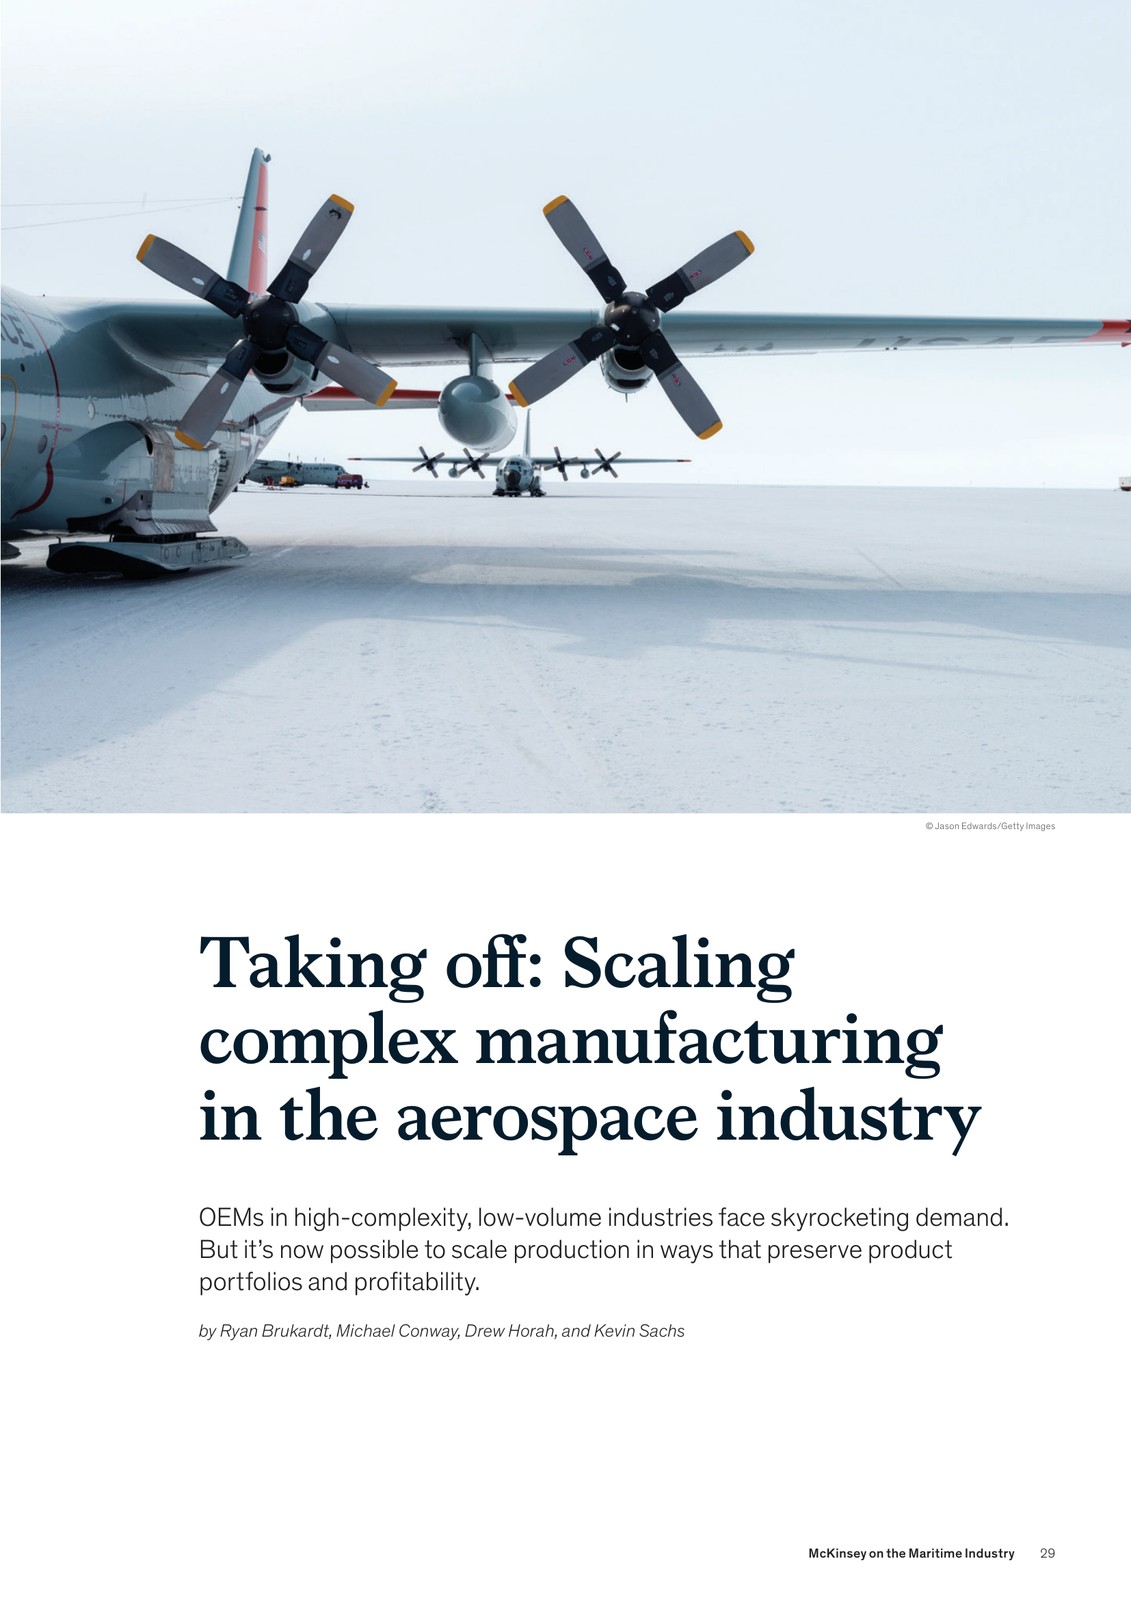 © Jason Edwards/Getty Images
Taking off: Scaling
complex manufacturing
in the aerospace industry
OEMs in high-complexity, low-volume industries face skyrocketing demand.
But it’s now possible to scale production in ways that preserve product
portfolios and profitability.
by Ryan Brukardt, Michael Conway, Drew Horah, and Kevin Sachs
McKinsey on the Maritime Industry 29